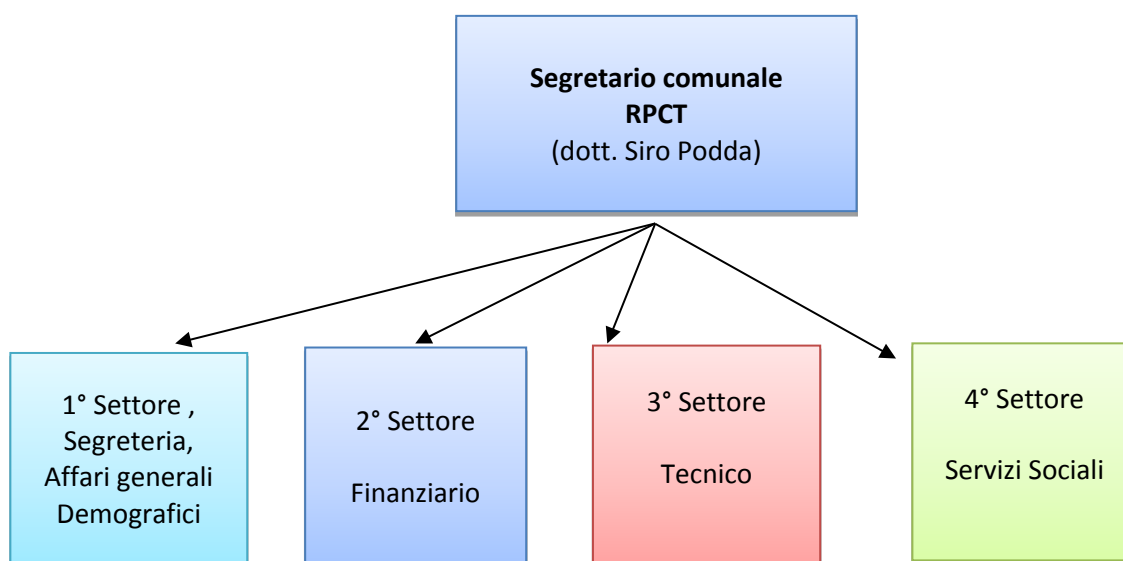 Segretario comunale
RPCT
(dott. Siro Podda)
1° Settore ,
Segreteria,
Affari generali
Demografici
2° Settore
Finanziario
3° Settore
Tecnico
4° Settore
Servizi Sociali